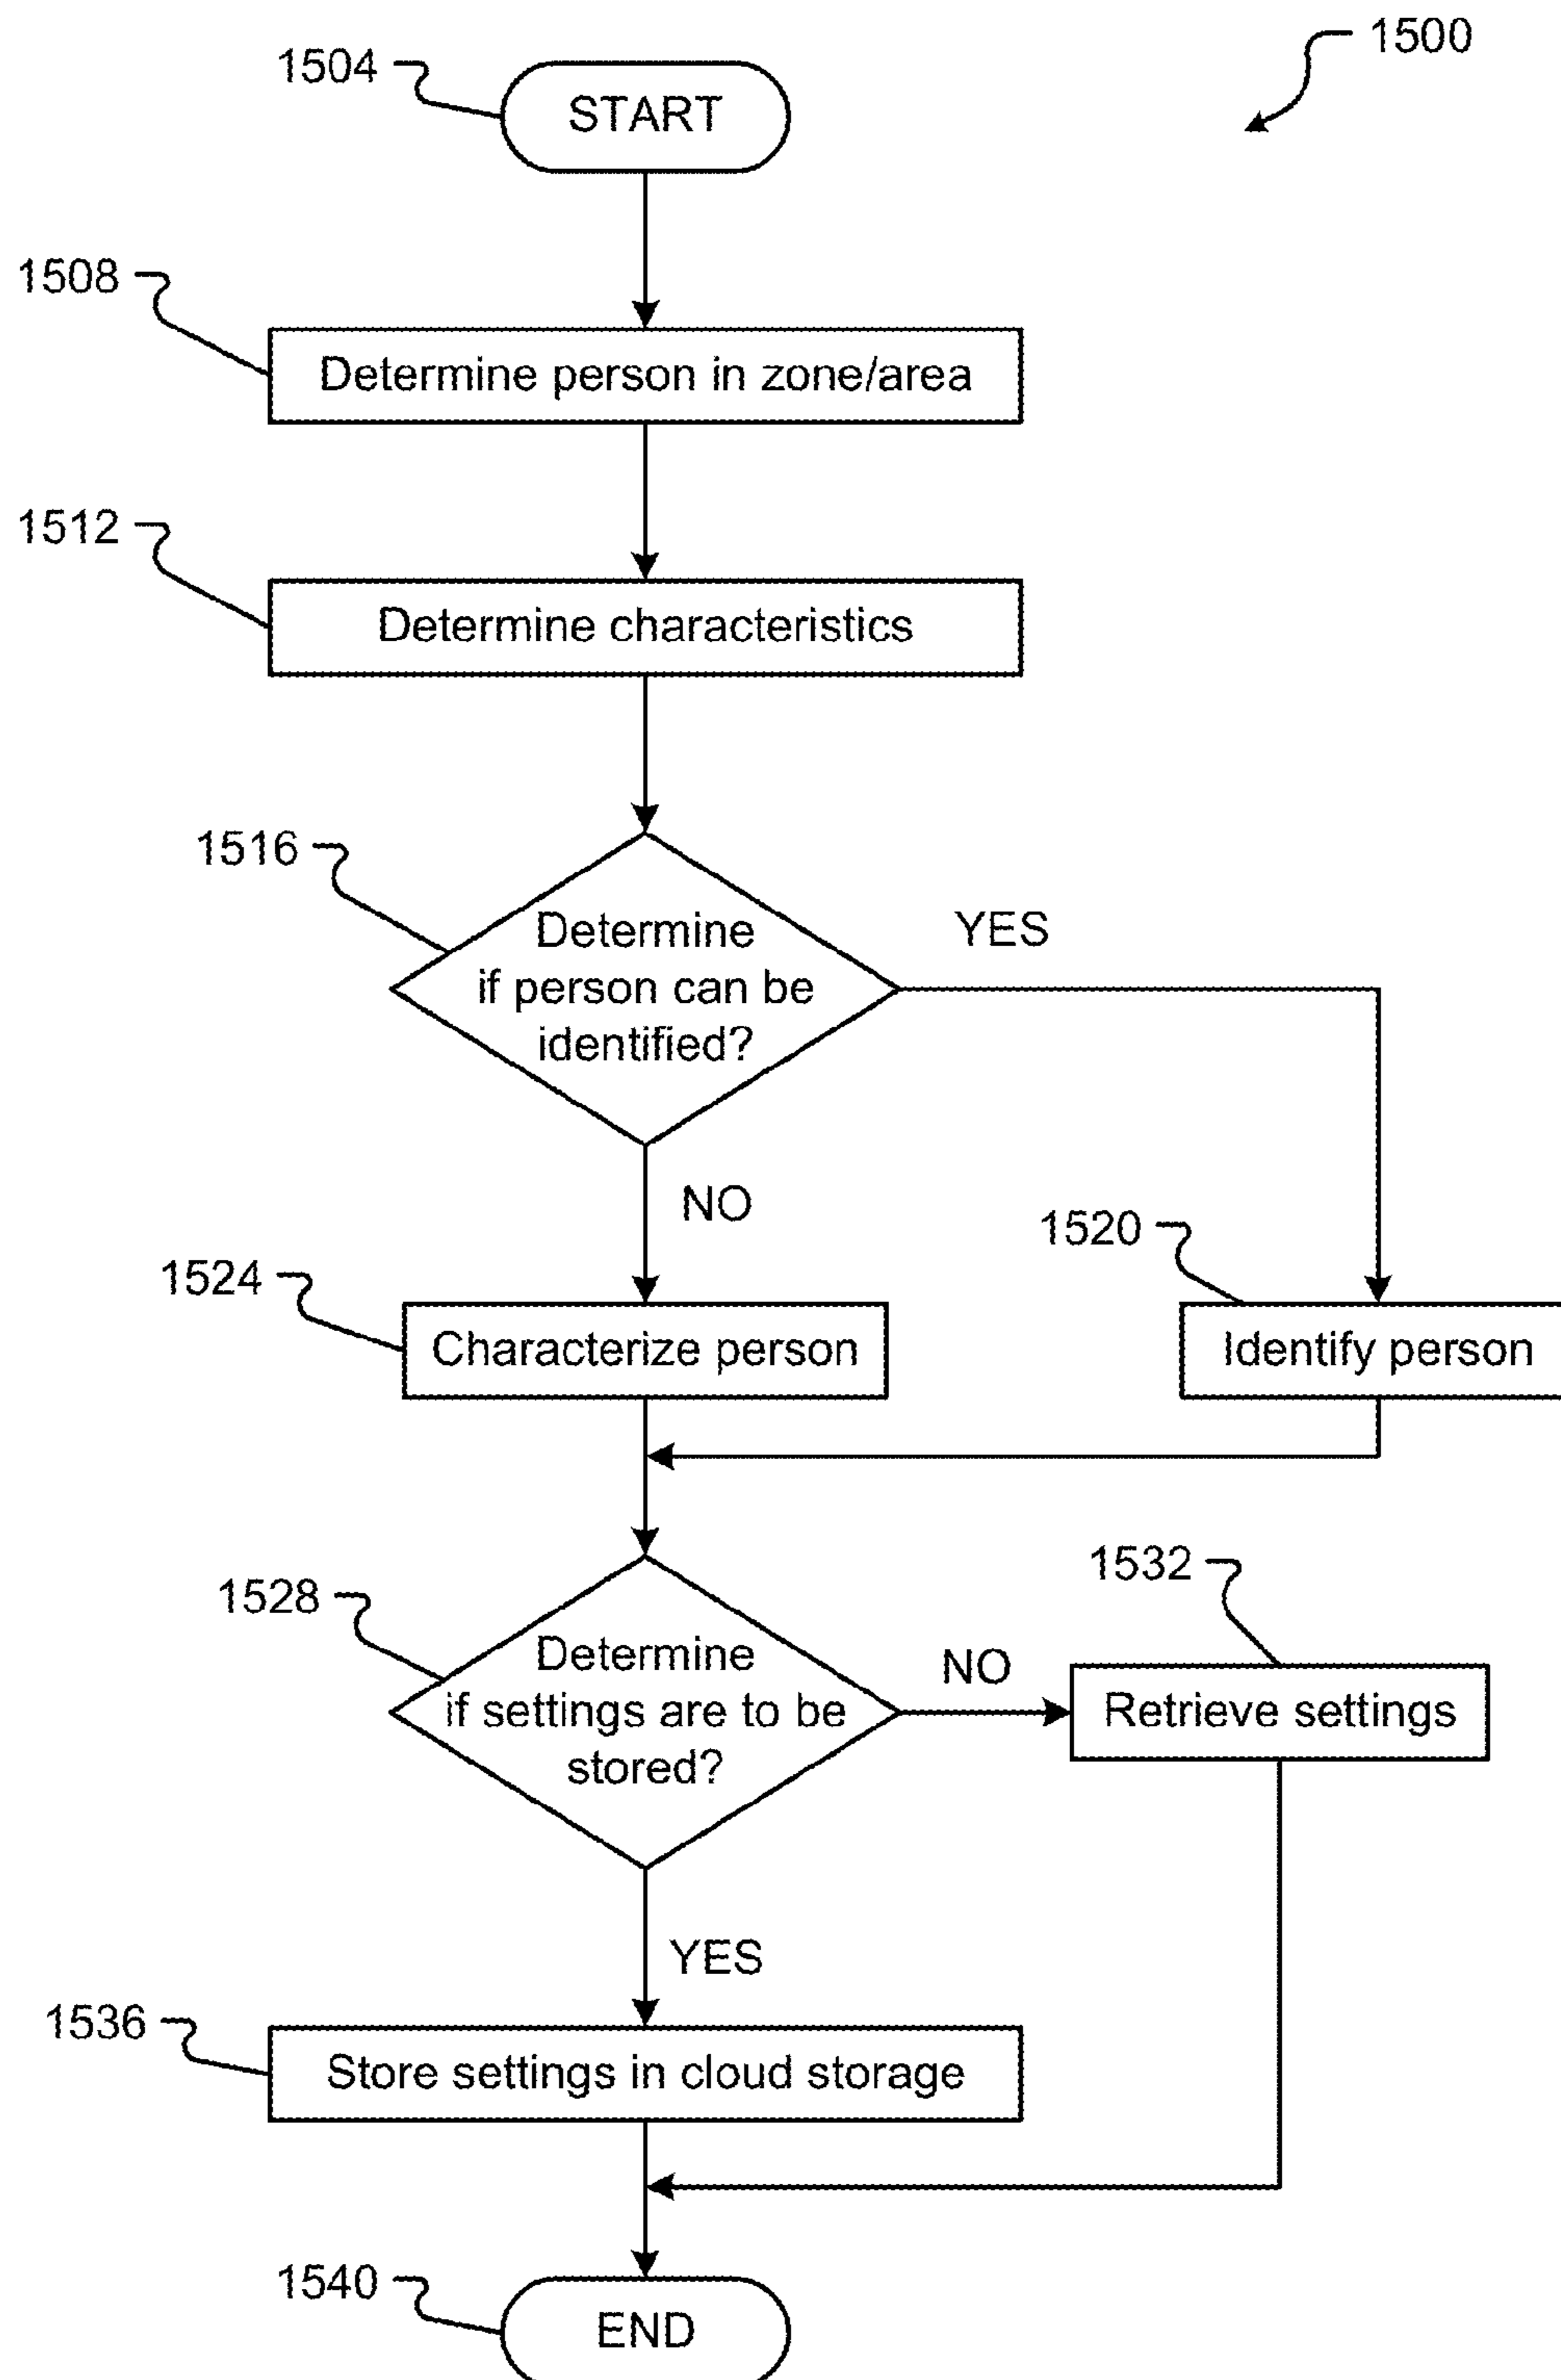 1500
1504
START
1508
Determine person in zone/area
1512
Determine characteristics
1516
Determine
if person can be
identified?
YES
NO
1520
1524
Characterize person
Identify person
1528
1532
Determine
if settings are to be
stored?
NO
Retrieve settings
YES
1536
Store settings in cloud storage
1540
END